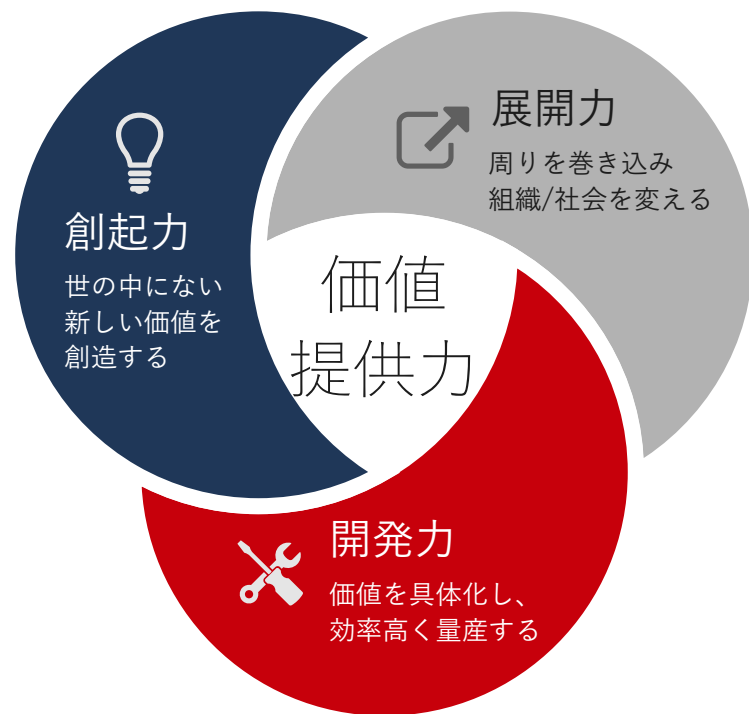 創起力
世の中にない
新しい価値を
創造する
展開力
周りを巻き込み
組織/社会を変える
価値
提供力
開発力
価値を具体化し、
効率高く量産する